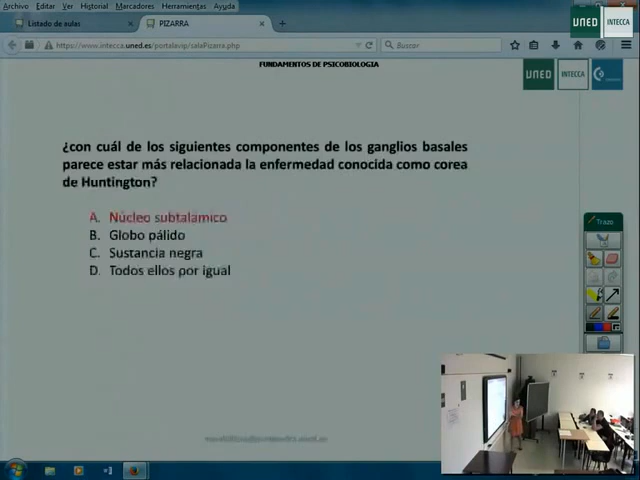 Archivo Editar Ver Historial Marcadores Herramientas Ayuda
Listado de aulas
PIZARRA
https://www.intecca.uned.es/portalavip/salaPizarra.php
Buscar
UNED
INTECCA
FUNDAMENTOS DE PSICOBIOLOGIA
UNED
INTECCA
¿con cuál de los siguientes componentes de los ganglios basales
parece estar más relacionada la enfermedad conocida como corea
de Huntington?
A. Núcleo subtalamico
B. Globo pálido
C. Sustancia negra
D. Todos ellos por igual
Trazo